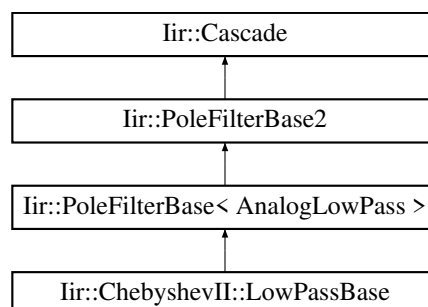 Iir::Cascade
Iir::PoleFilterBase2
Iir::PoleFilterBase< AnalogLowPass >
Iir::ChebyshevII::LowPassBase